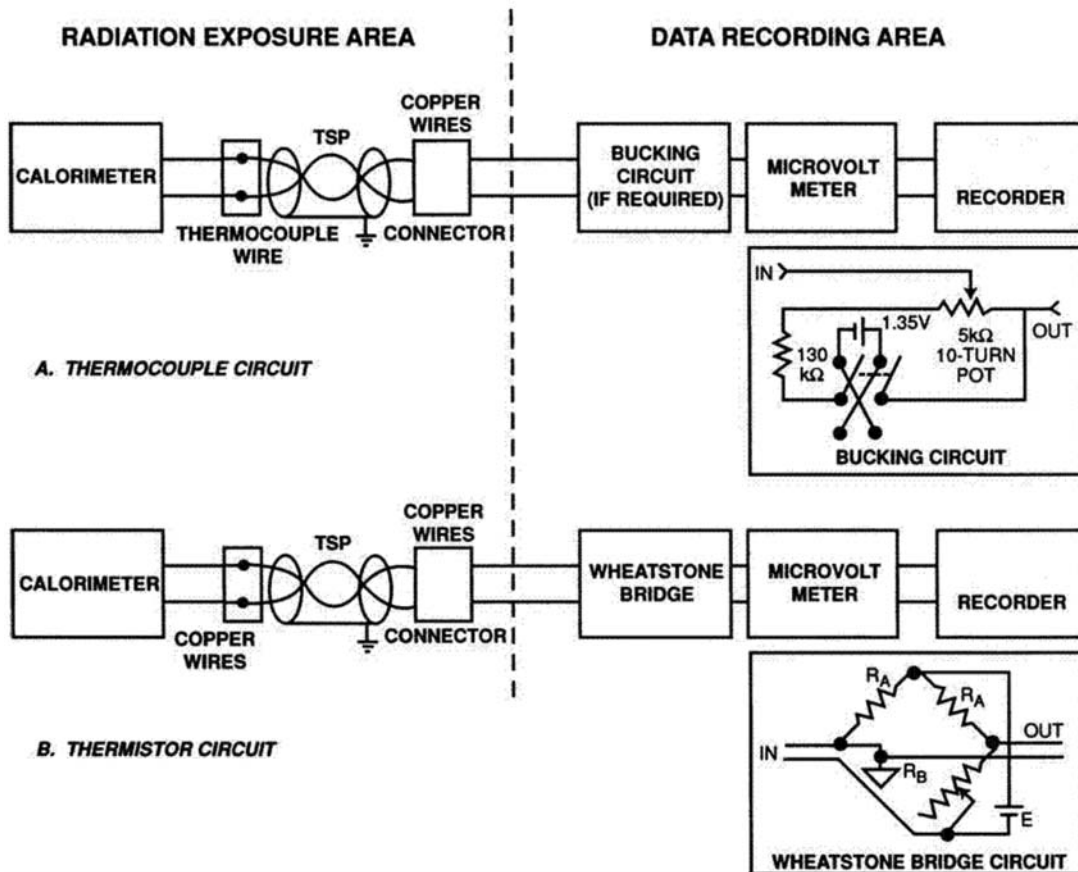 RADIATION EXPOSURE AREA
DATA RECORDING AREA
CALORIMETER
TSP
COPPER
WIRES
THERMOCOUPLE
WIRE
CONNECTOR
BUCKING
CIRCUIT
(IF REQUIRED)
MICROVOLT
METER
RECORDER
IN
1.35V
130
kΩ
5kΩ
10-TURN
POT
OUT
BUCKING CIRCUIT
A. THERMOCOUPLE CIRCUIT
CALORIMETER
TSP
COPPER
WIRES
COPPER
WIRES
CONNECTOR
WHEATSTONE
BRIDGE
MICROVOLT
METER
RECORDER
RA
RA
IN
OUT
RB
E
WHEATSTONE BRIDGE CIRCUIT
B. THERMISTOR CIRCUIT